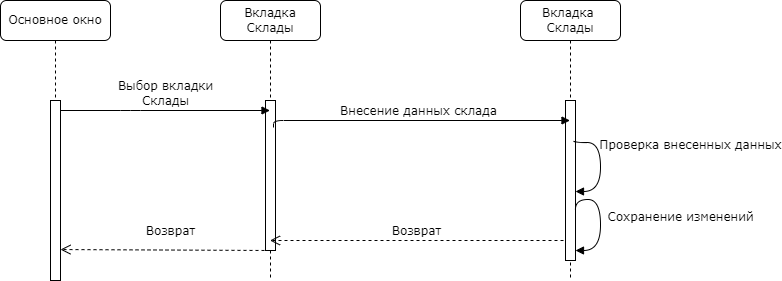 Основное окно
Вкладка
Склады
Вкладка
Склады
Выбор вкладки
Склады
Внесение данных склада
Проверка внесенных данных
Сохранение изменений
Возврат
Возврат